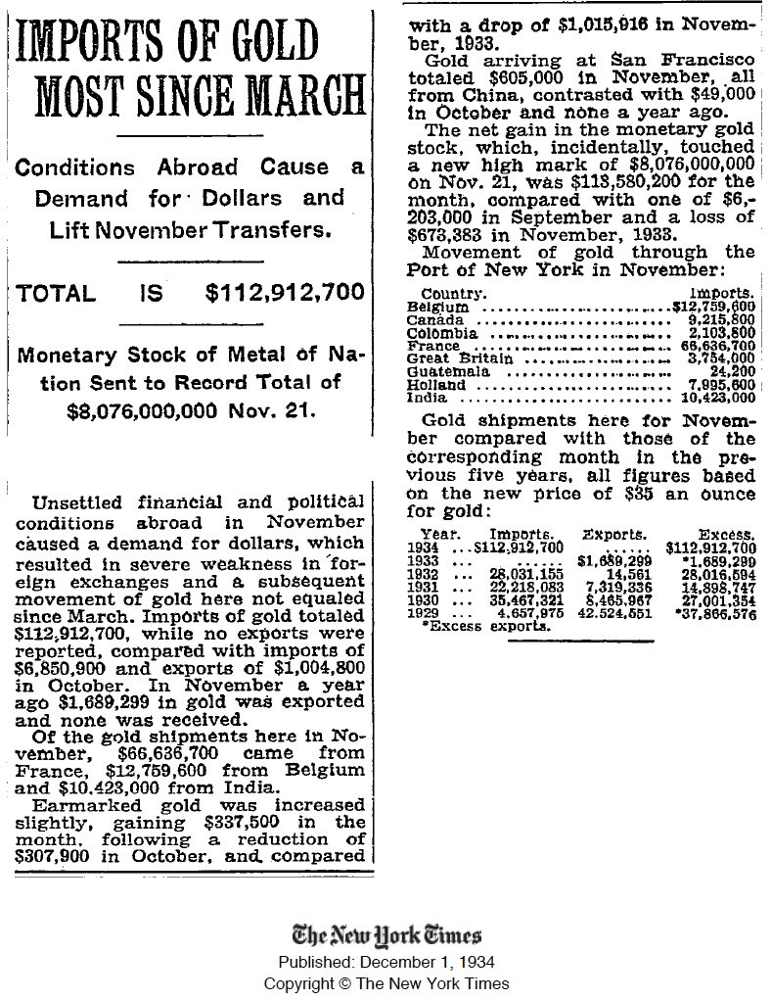 IMPORTS OF GOLD
MOST SINCE MARCH
Conditions Abroad Cause a
Demand for Dollars and
Lift November Transfers.
TOTAL IS $112,912,700
Monetary Stock of Metal of Na-
tion Sent to Record Total of
$8,076,000,000 Nov. 21.
Unsettled financial and political
conditions abroad in November
caused a demand for dollars, which
resulted in severe weakness in for-
eign exchanges and a subsequent
movement of gold here not equaled
since March. Imports of gold totaled
$112,912,700, while no exports were
reported, compared with imports of
$6,850,900 and exports of $1,004,800
in October. In November a year
ago $1,689,299 in gold was exported
and none was received.
Of the gold shipments here in No-
vember, $66,636,700 came from
France, $12,759,600 from Belgium
and $10.423,000 from India.
Earmarked gold was increased
slightly, gaining $337,500 in the
month, following a reduction of
$307,900 in October, and compared
with a drop of $1,015,916 in Novem-
ber, 1933.
Gold arriving at San Francisco
totaled $605,000 in November, all
from China, contrasted with $49,000
in October and none a year ago.
The net gain in the monetary gold
stock, which, incidentally, touched
a new high mark of $8,076,000,000
on Nov. 21, was $113,580,200 for the
month, compared with one of $6,-
203,000 in September and a loss of
$673,383 in November, 1933.
Movement of gold through the
Port of New York in November:
Country. Imports.
Belgium ........................$12,759,600
Canada ........................ 9,215,800
Colombia ........................ 2,103,800
France ........................ 66,636,700
Great Britain ........................ 3,754,000
Guatemala ........................ 24,200
Holland ........................ 7,995,600
India ........................ 10,423,000
Gold shipments here for Novem-
ber compared with those of the
corresponding month in the pre-
vious five years, all figures based
on the new price of $35 an ounce
for gold:
Year. Imports. Exports. Excess.
1934 ...$112,912,700 ...... $112,912,700
1933 ... ...... $1,689,299 *1,689,299
1932 ... 28,031,155 14,561 28,016,594
1931 ... 22,218,083 7,319,336 14,898,747
1930 ... 35,467,321 8,465,967 27,001,354
1929 ... 4,657,975 42,524,551 *37,866,576
*Excess exports.
The New York Times
Published: December 1, 1934
Copyright © The New York Times